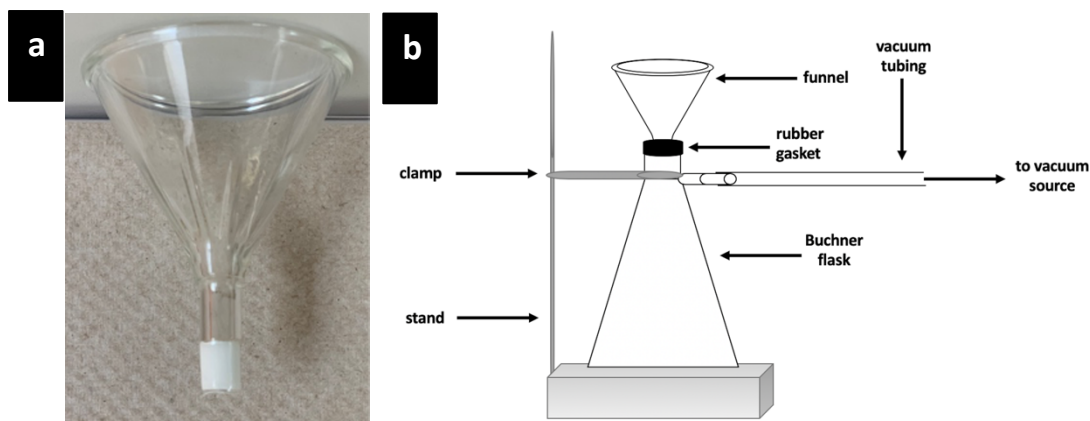 a
b
funnel
vacuum
tubing
rubber
gasket
clamp
to vacuum
source
Buchner
flask
stand